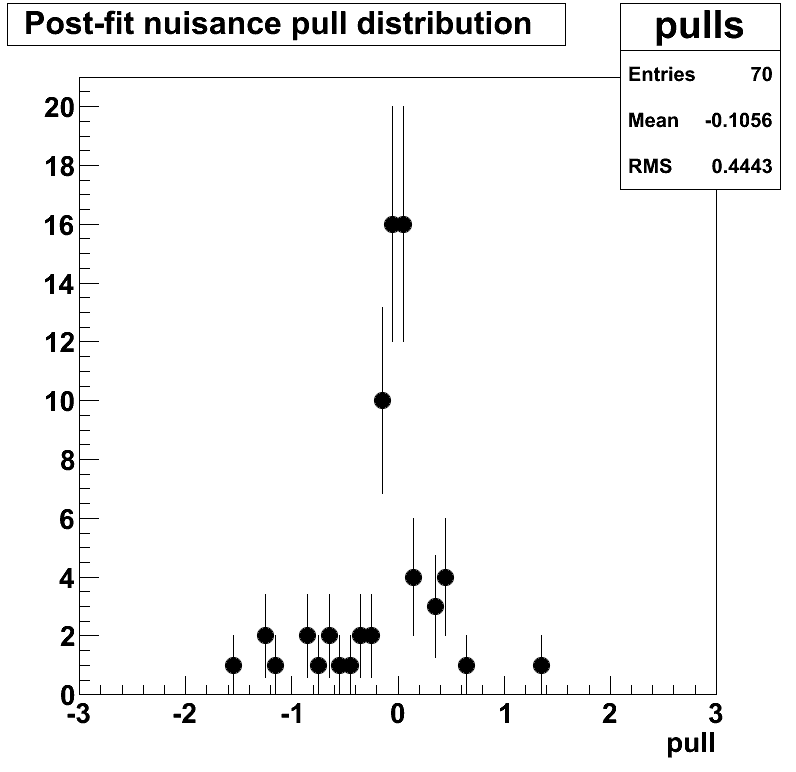 Post-fit nuisance pull distribution
pulls
Entries 70
Mean -0.1056
RMS 0.4443
20
18
16
14
12
10
8
6
4
2
0
-3 -2 -1 0 1 2 3
pull